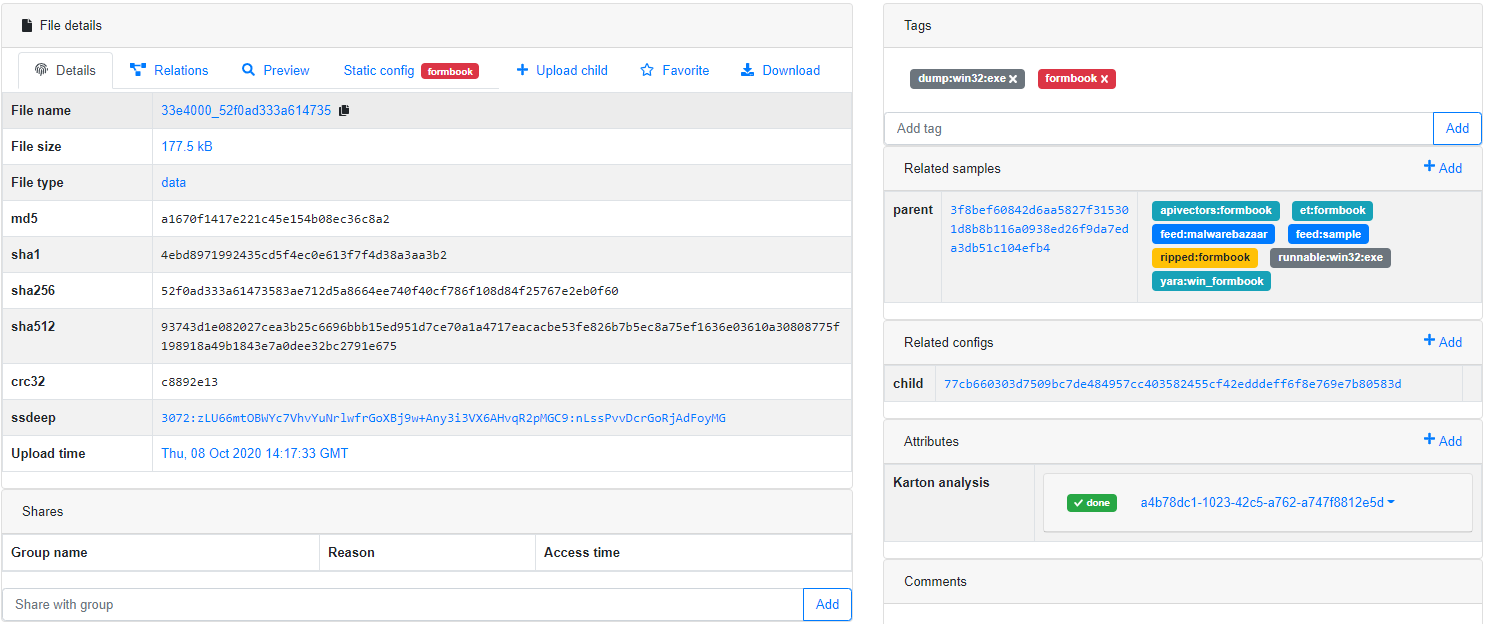 File details
Details Relations Preview Static config formbook Upload child Favorite Download
File name 33e4000_52f0ad333a614735
File size 177.5 kB
File type data
md5 a1670f1417e221c45e154b08ec36c8a2
sha1 4ebd8971992435cd5f4ec0e613f7f4d38a3aa3b2
sha256 52f0ad333a61473583ae712d5a8664ee740f40cf786f108d84f25767e2eb0f60
sha512 93743d1e082027cea3b25c6696bbb15ed951d7ce70a1a4717eacacbe53fe826b7b5ec8a75ef1636e03610a30808775f
198918a49b1843e7a0dee32bc2791e675
crc32 c8892e13
ssdeep 3072:zLU66mtOBWYc7VhvYuNrlwfrGoXBj9w+Any3i3VX6AHvqR2pMGC9:nLssPvvDcrGoRjAdFoyMG
Upload time Thu, 08 Oct 2020 14:17:33 GMT
Shares
Group name Reason Access time
Share with group Add
Tags
dump:win32:exe x formbook x
Add tag Add
Related samples Add
parent 3f8bef60842d6aa5827f31530
1d8b8b116a0938ed26f9da7ed
a3db51c104efb4
apivectors:formbook et:formbook
feed:malwarebazaar feed:sample
ripped:formbook runnable:win32:exe
yara:win_formbook
Related configs Add
child 77cb660303d7509bc7de484957cc403582455cf42edddeff6f8e769e7b80583d
Attributes Add
Karton analysis done a4b78dc1-1023-42c5-a762-a747f8812e5d
Comments